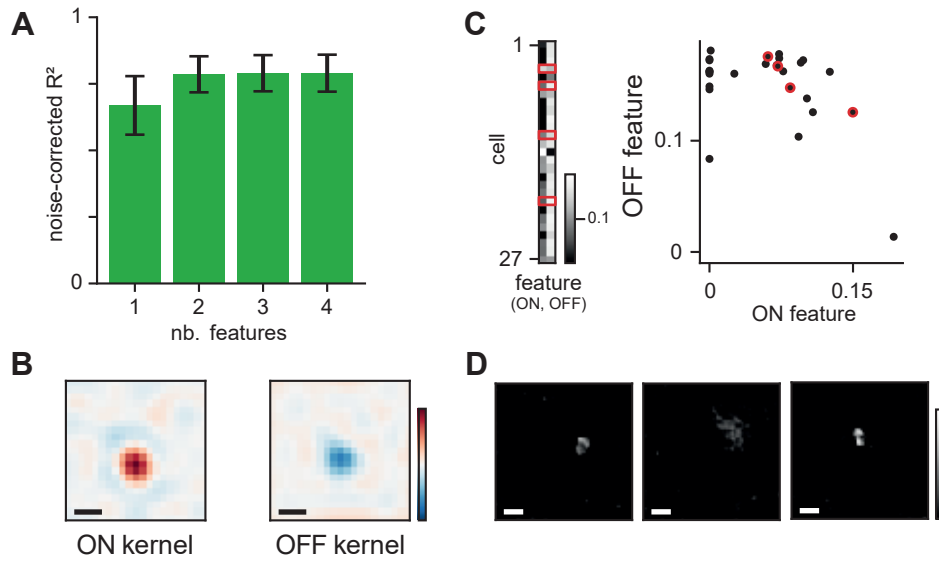 A
noise-corrected R²
1
0
1 2 3 4
nb. features
B
ON kernel
OFF kernel
C
cell
1
27
0.1
feature
(ON, OFF)
OFF feature
0.1
0
0 0.15
ON feature
D